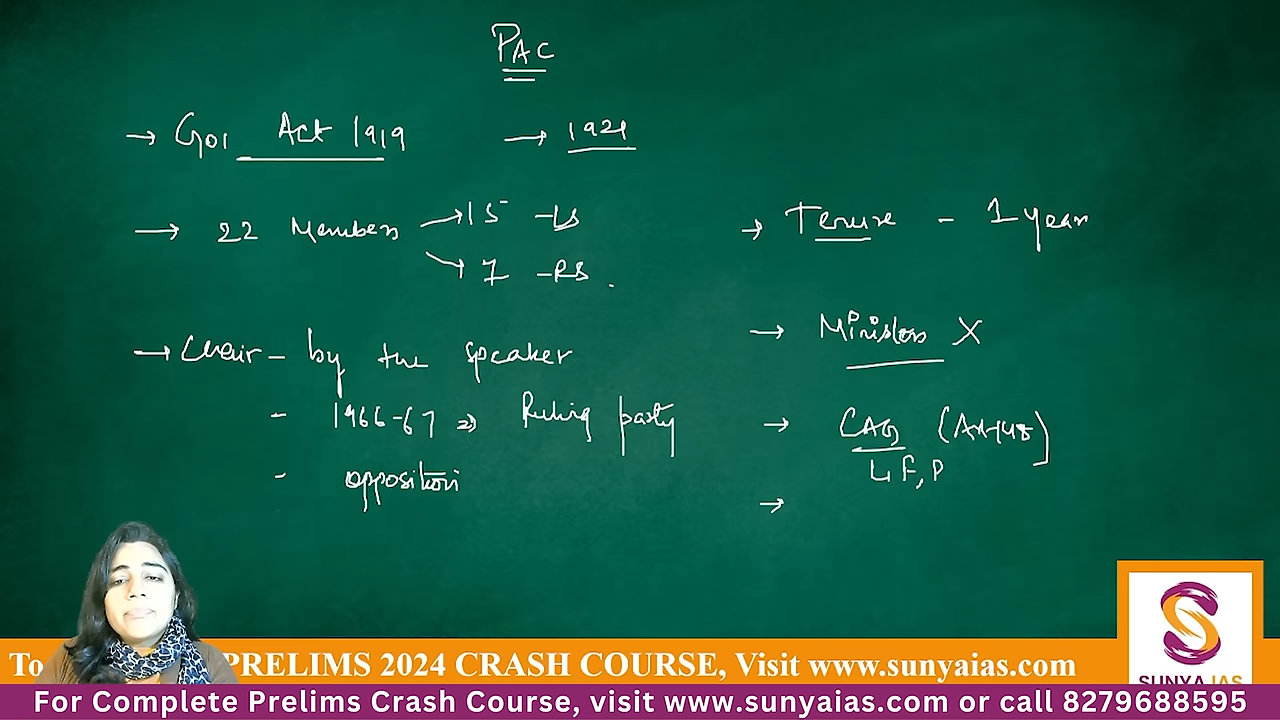 PAC
→ GOI Act 1919 → 1921
→ 22 Members → 15 - LS
→ 7 - RS.
→ Chair - by the speaker
- 1966-67 ⇒ Ruling party
- opposition
→ Tenure - 1 year
→ Ministers X
→ CAG (Art-148)
↳ F, P
→
To PRELIMS 2024 CRASH COURSE, Visit www.sunyaias.com
SUNYA IAS
For Complete Prelims Crash Course, visit www.sunyaias.com or call 8279688595